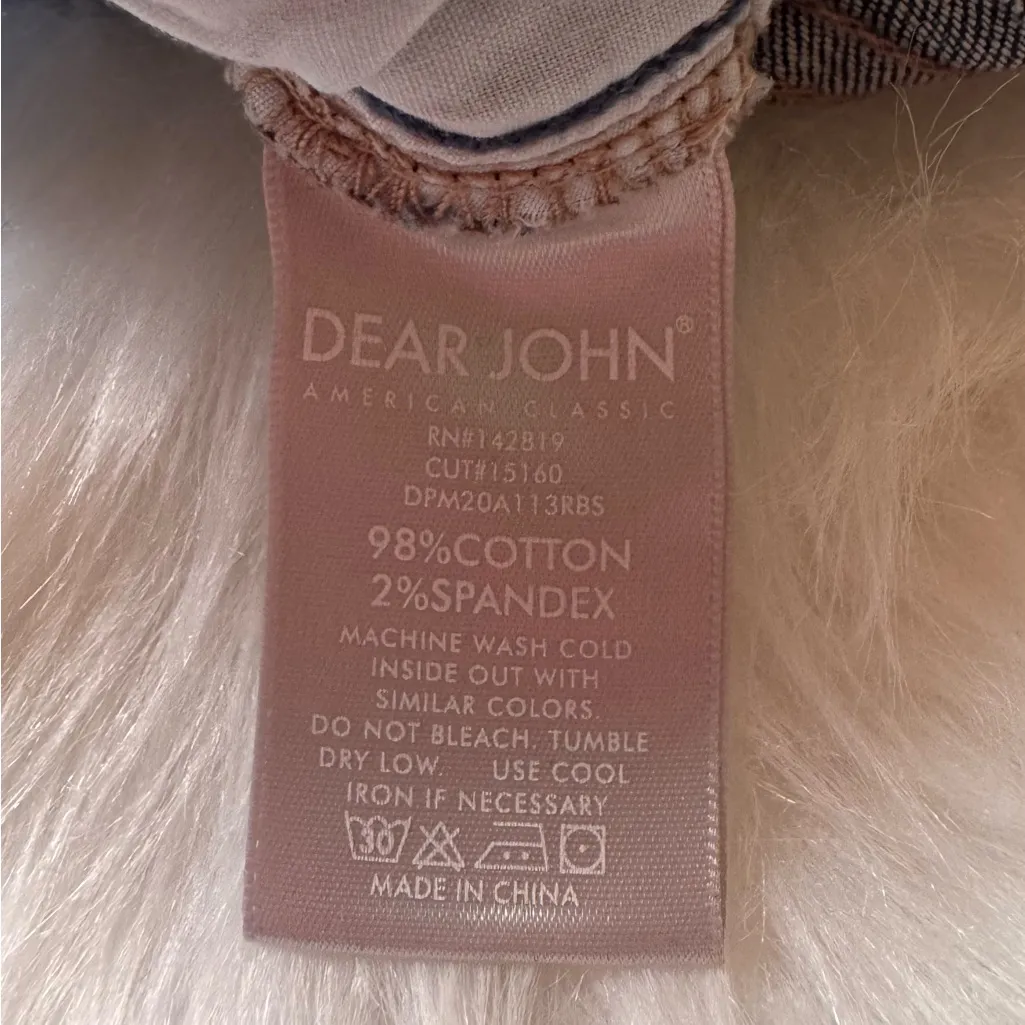 DEAR JOHN®
AMERICAN CLASSIC
RN#142819
CUT#15160
DPM20A113RBS
98%COTTON
2%SPANDEX
MACHINE WASH COLD
INSIDE OUT WITH
SIMILAR COLORS.
DO NOT BLEACH. TUMBLE
DRY LOW. USE COOL
IRON IF NECESSARY
30
MADE IN CHINA